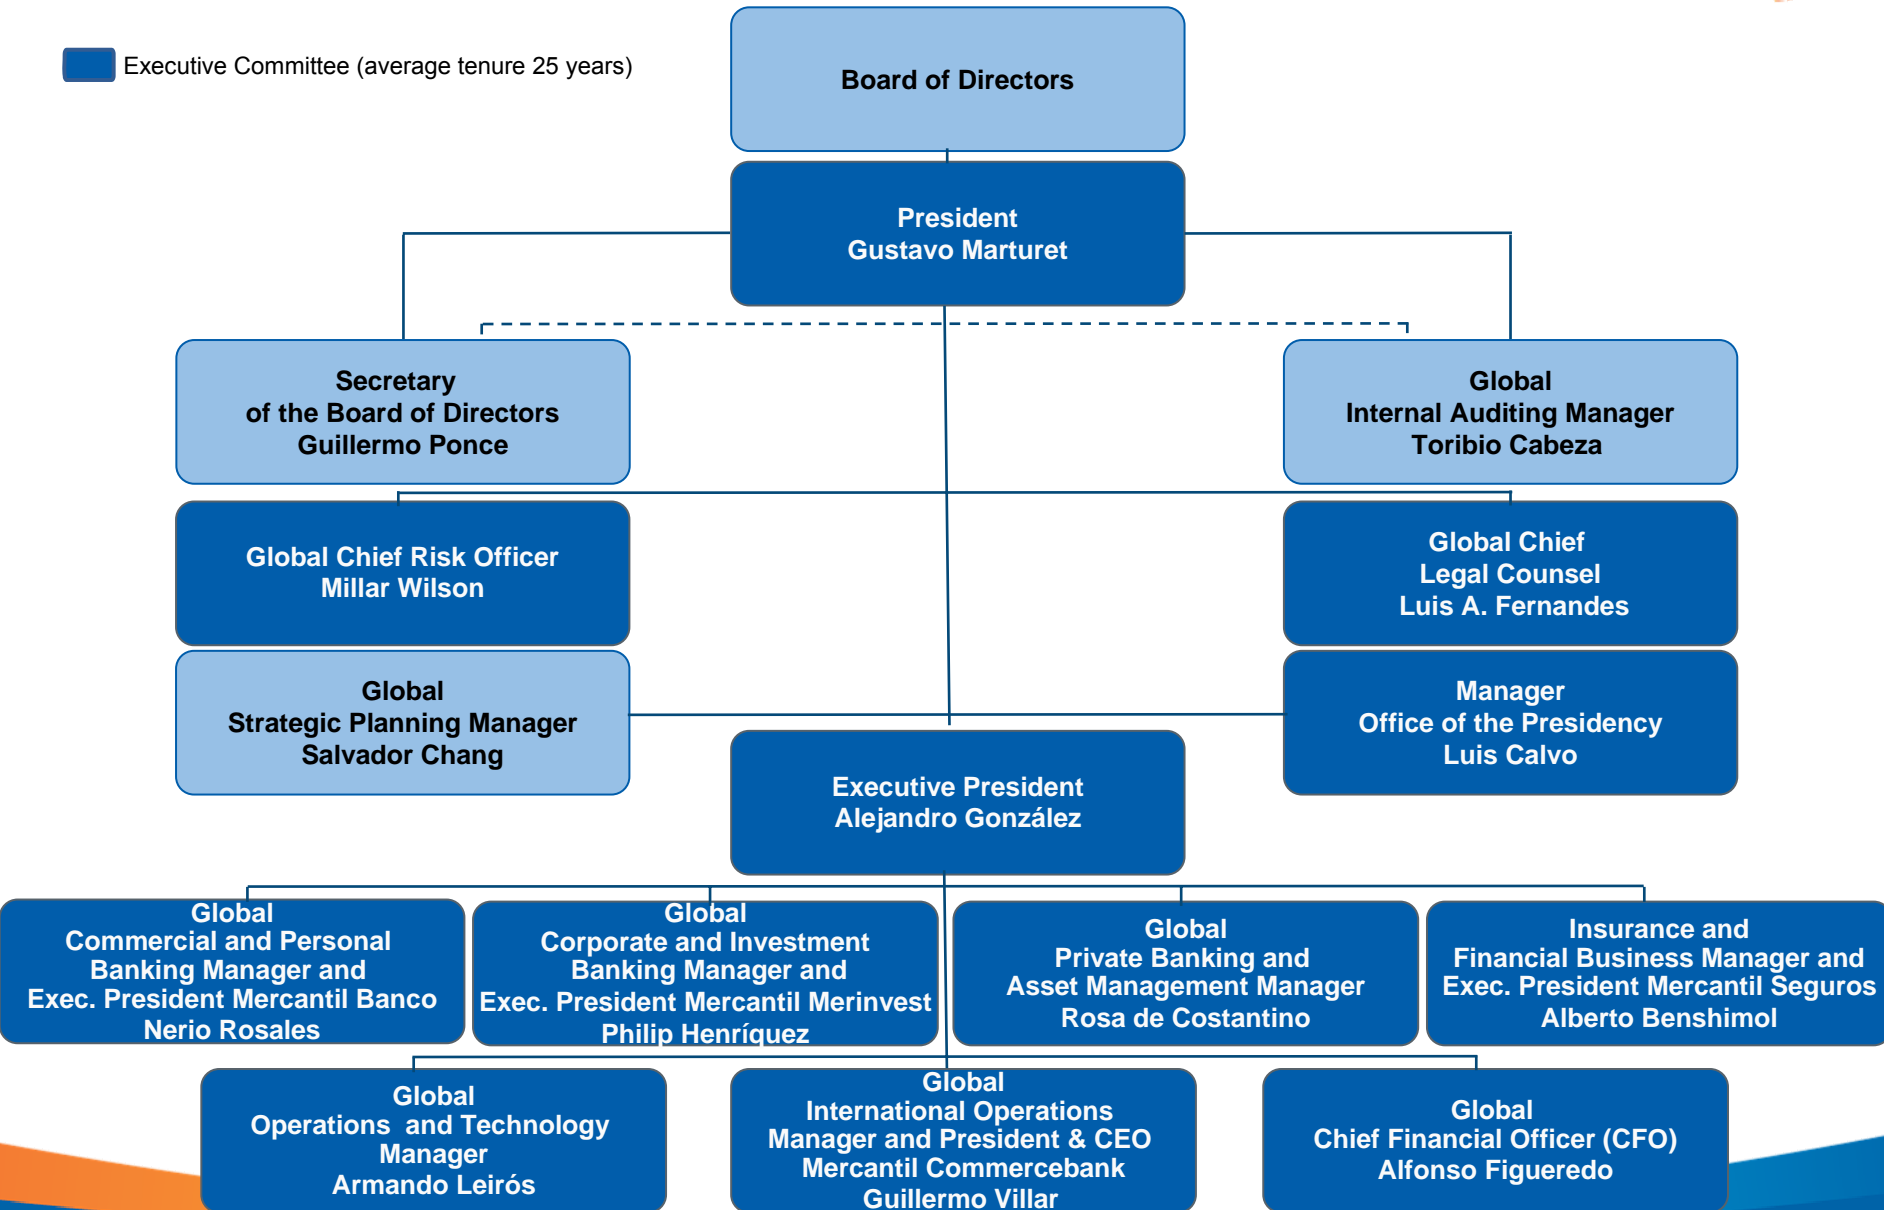 Executive Committee (average tenure 25 years)
Board of Directors
President
Gustavo Marturet
Secretary
of the Board of Directors
Guillermo Ponce
Global
Internal Auditing Manager
Toribio Cabeza
Global Chief Risk Officer
Millar Wilson
Global Chief
Legal Counsel
Luis A. Fernandes
Global
Strategic Planning Manager
Salvador Chang
Manager
Office of the Presidency
Luis Calvo
Executive President
Alejandro González
Global
Commercial and Personal
Banking Manager and
Exec. President Mercantil Banco
Nerio Rosales
Global
Corporate and Investment
Banking Manager and
Exec. President Mercantil Merinvest
Philip Henríquez
Global
Private Banking and
Asset Management Manager
Rosa de Costantino
Insurance and
Financial Business Manager and
Exec. President Mercantil Seguros
Alberto Benshimol
Global
Operations and Technology
Manager
Armando Leirós
Global
International Operations
Manager and President & CEO
Mercantil Commercebank
Guillermo Villar
Global
Chief Financial Officer (CFO)
Alfonso Figueredo